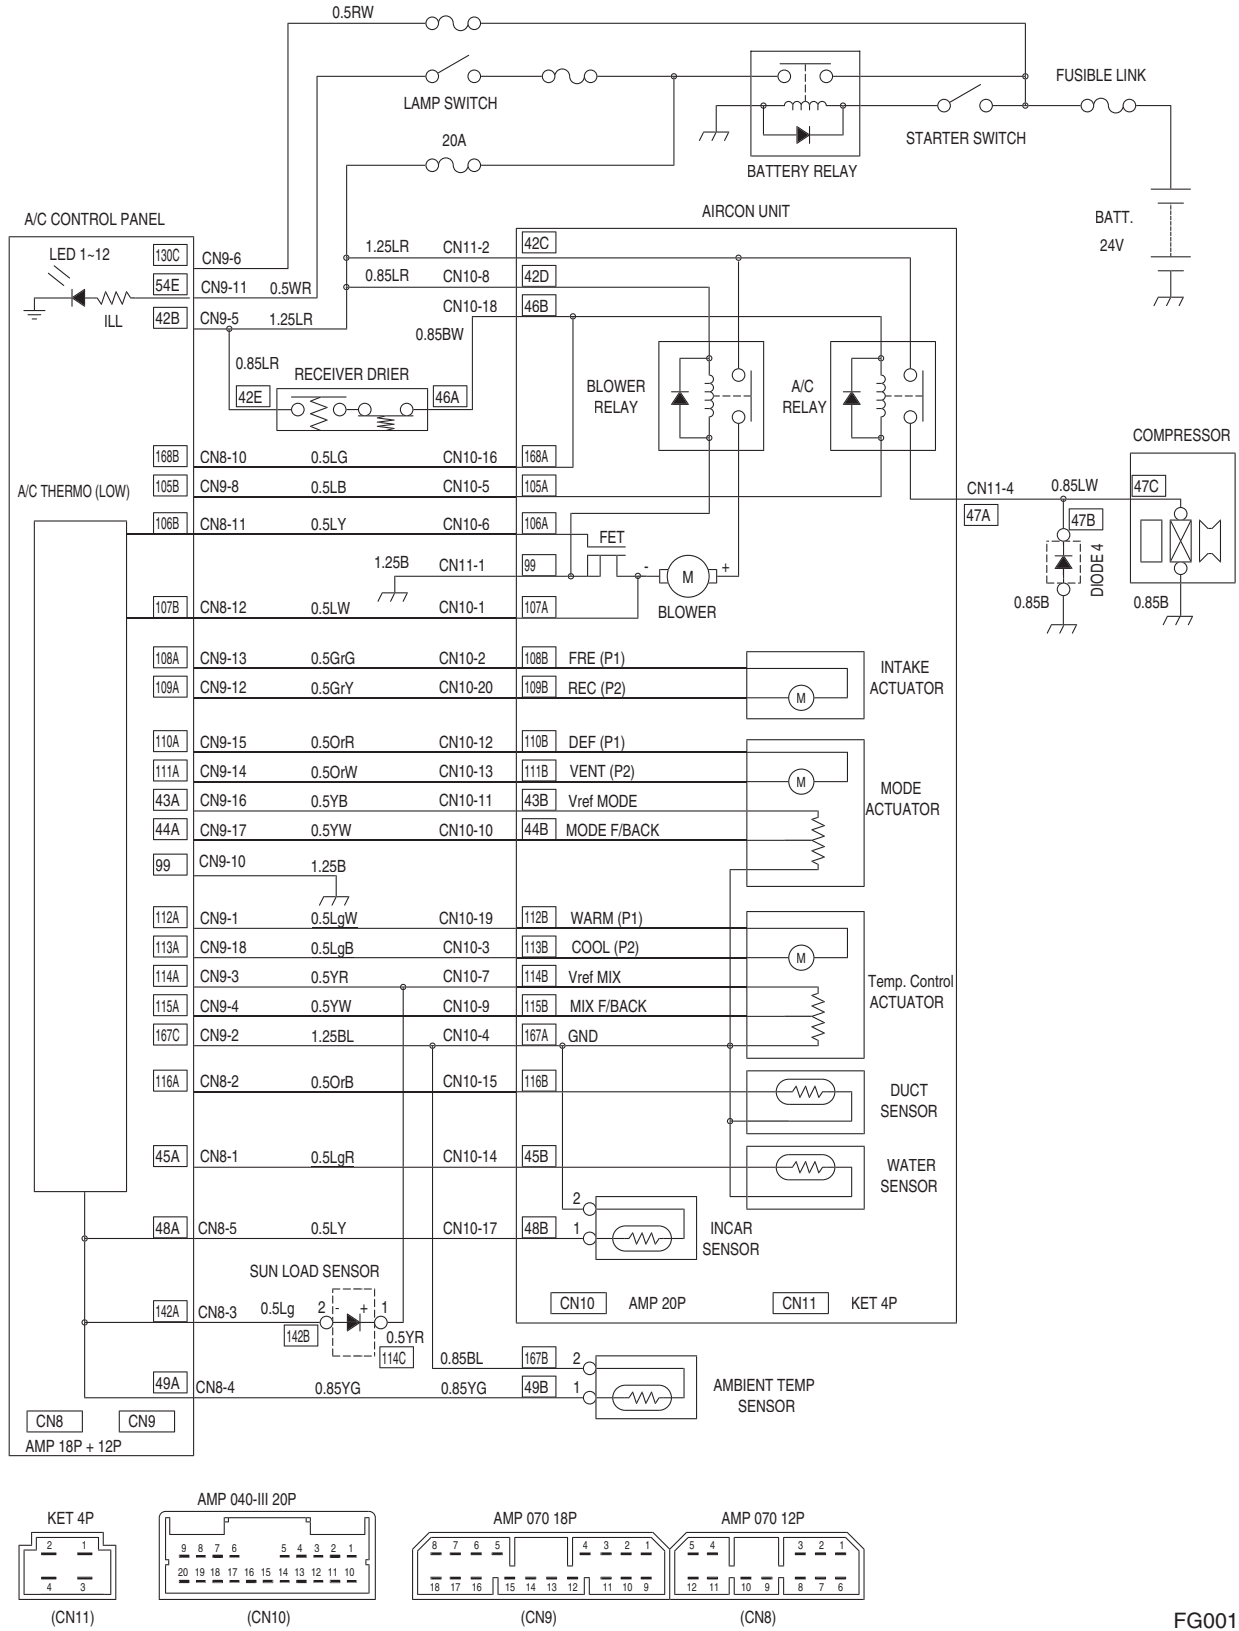 0.5RW
LAMP SWITCH
FUSIBLE LINK
20A
STARTER SWITCH
BATTERY RELAY
A/C CONTROL PANEL
AIRCON UNIT
BATT.
24V
LED 1~12
130C CN9-6
1.25LR CN11-2 42C
54E CN9-11 0.5WR
0.85LR CN10-8 42D
ILL
42B CN9-5 1.25LR
CN10-18 46B
0.85BW
0.85LR
RECEIVER DRIER
42E 46A
BLOWER
RELAY
A/C
RELAY
COMPRESSOR
168B CN8-10 0.5LG CN10-16 168A
A/C THERMO (LOW)
105B CN9-8 0.5LB CN10-5 105A
CN11-4 0.85LW 47C
47A 47B
106B CN8-11 0.5LY CN10-6 106A
FET
1.25B CN11-1 99
- M +
DIODE 4
BLOWER
0.85B 0.85B
107B CN8-12 0.5LW CN10-1 107A
108A CN9-13 0.5GrG CN10-2 108B FRE (P1)
109A CN9-12 0.5GrY CN10-20 109B REC (P2)
M
INTAKE
ACTUATOR
110A CN9-15 0.5OrR CN10-12 110B DEF (P1)
111A CN9-14 0.5OrW CN10-13 111B VENT (P2)
M
43A CN9-16 0.5YB CN10-11 43B Vref MODE
44A CN9-17 0.5YW CN10-10 44B MODE F/BACK
MODE
ACTUATOR
99 CN9-10 1.25B
112A CN9-1 0.5LgW CN10-19 112B WARM (P1)
113A CN9-18 0.5LgB CN10-3 113B COOL (P2)
M
114A CN9-3 0.5YR CN10-7 114B Vref MIX
115A CN9-4 0.5YW CN10-9 115B MIX F/BACK
Temp. Control
ACTUATOR
167C CN9-2 1.25BL CN10-4 167A GND
116A CN8-2 0.5OrB CN10-15 116B
DUCT
SENSOR
45A CN8-1 0.5LgR CN10-14 45B
WATER
SENSOR
2
48A CN8-5 0.5LY CN10-17 48B 1
INCAR
SENSOR
SUN LOAD SENSOR
CN10 AMP 20P CN11 KET 4P
142A CN8-3 0.5Lg 2 - + 1
142B 0.5YR
114C
0.85BL 167B 2
49A CN8-4 0.85YG 0.85YG 49B 1
AMBIENT TEMP
SENSOR
CN8 CN9
AMP 18P + 12P
KET 4P
2 1
4 3
(CN11)
AMP 040-III 20P
9 8 7 6 5 4 3 2 1
20 19 18 17 16 15 14 13 12 11 10
(CN10)
AMP 070 18P
8 7 6 5 4 3 2 1
18 17 16 15 14 13 12 11 10 9
(CN9)
AMP 070 12P
5 4 3 2 1
12 11 10 9 8 7 6
(CN8)
FG001